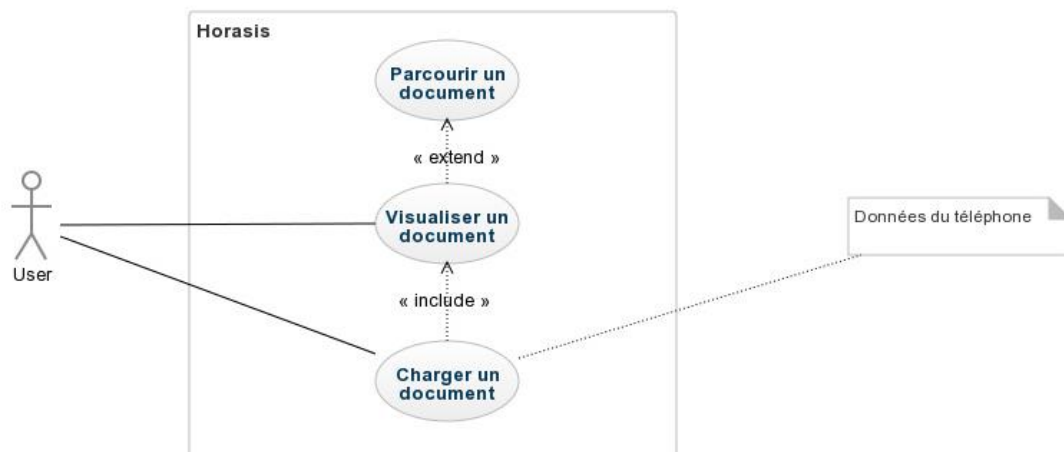 Horasis
Parcourir un
document
« extend »
Visualiser un
document
Données du téléphone
User
« include »
Charger un
document